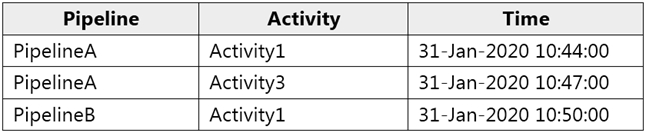 Pipeline Activity Time
PipelineA Activity1 31-Jan-2020 10:44:00
PipelineA Activity3 31-Jan-2020 10:47:00
PipelineB Activity1 31-Jan-2020 10:50:00